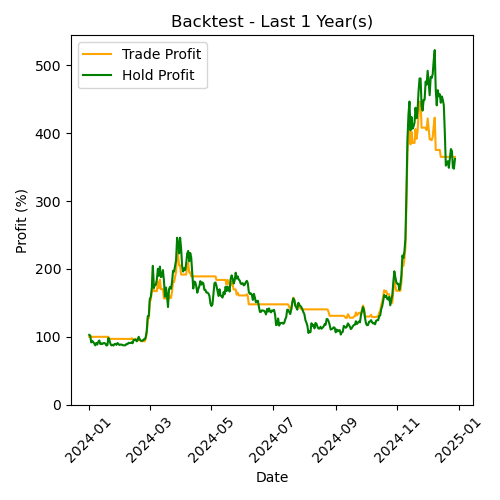 Backtest - Last 1 Year(s)
Trade Profit
Hold Profit
Profit (%)
500
400
300
200
100
0
2024-01
2024-03
2024-05
2024-07
2024-09
2024-11
2025-01
Date